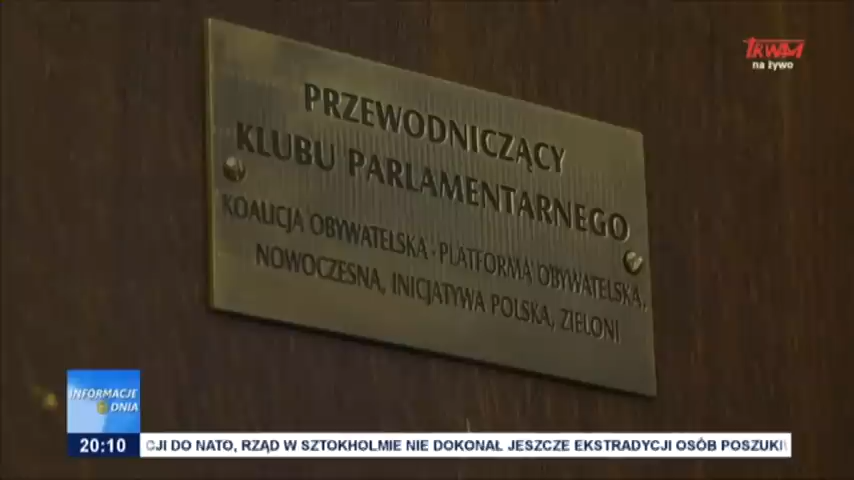 TRWAM
na żywo
PRZEWODNICZĄCY
KLUBU PARLAMENTARNEGO
KOALICJA OBYWATELSKA - PLATFORMA OBYWATELSKA,
NOWOCZESNA, INICJATYWA POLSKA, ZIELONI
INFORMACJE
DNIA
20:10
CJI DO NATO, RZĄD W SZTOKHOLMIE NIE DOKONAŁ JESZCZE EKSTRADYCJI OSÓB POSZUKI